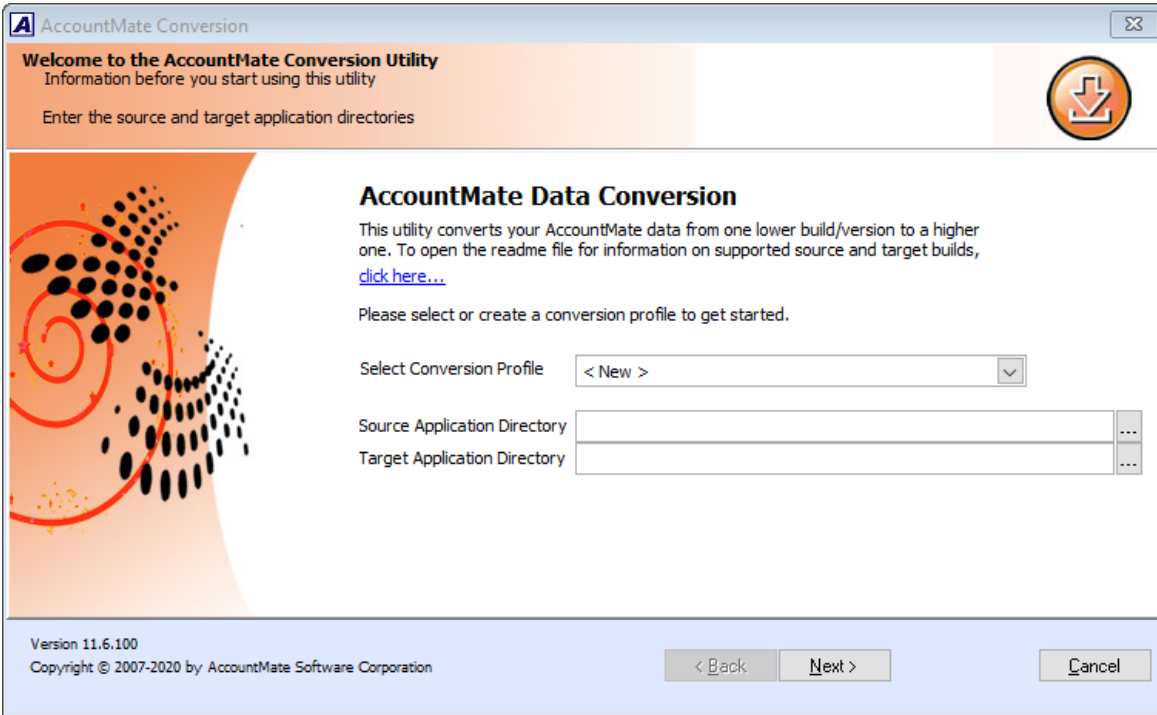 AccountMate Conversion
Welcome to the AccountMate Conversion Utility
Information before you start using this utility
Enter the source and target application directories
AccountMate Data Conversion
This utility converts your AccountMate data from one lower build/version to a higher
one. To open the readme file for information on supported source and target builds,
click here...
Please select or create a conversion profile to get started.
Select Conversion Profile
< New >
Source Application Directory
...
Target Application Directory
...
Version 11.6.100
Copyright © 2007-2020 by AccountMate Software Corporation
< Back
Next >
Cancel